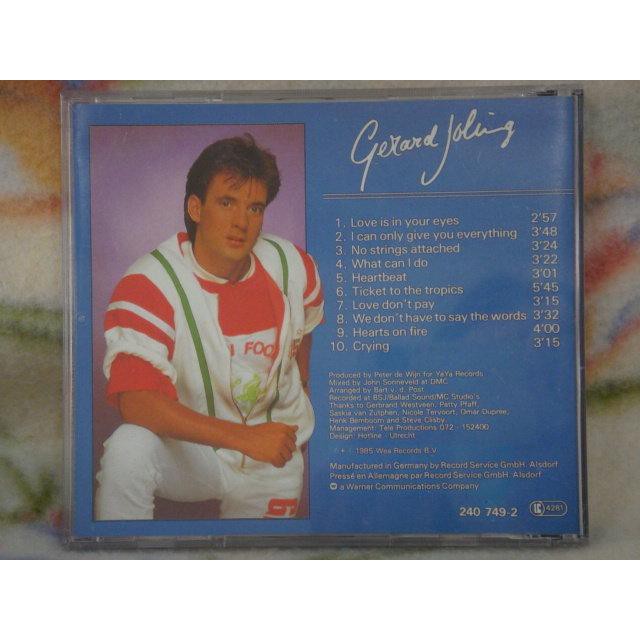 Gerard Joling
1. Love is in your eyes 2'57
2. I can only give you everything 3'48
3. No strings attached 3'24
4. What can I do 3'22
5. Heartbeat 3'01
6. Ticket to the tropics 5'45
7. Love don't pay 3'15
8. We don't have to say the words 3'32
9. Hearts on fire 4'00
10. Crying 3'15
Produced by Peter de Wijn for YaYa Records
Mixed by John Sonneveld at DMC
Arranged by Bart v. d. Post
Recorded at BSJ/Ballad Sound/MC Studio's
Thanks to Gerbrand Westveen, Patty Pfaff,
Saskia van Zutphen, Nicole Tervoort, Omar Dupree,
Henk Bemboom and Steve Clisby.
Management: Tele Productions 072 - 152400
Design: Hotline - Utrecht
1985 Wea Records B.V
Manufactured in Germany by Record Service GmbH. Alsdorf
Pressé en Allemagne par Record Service GmbH. Alsdorf
a Warner Communications Company
240 749-2 LC 4281
FOO